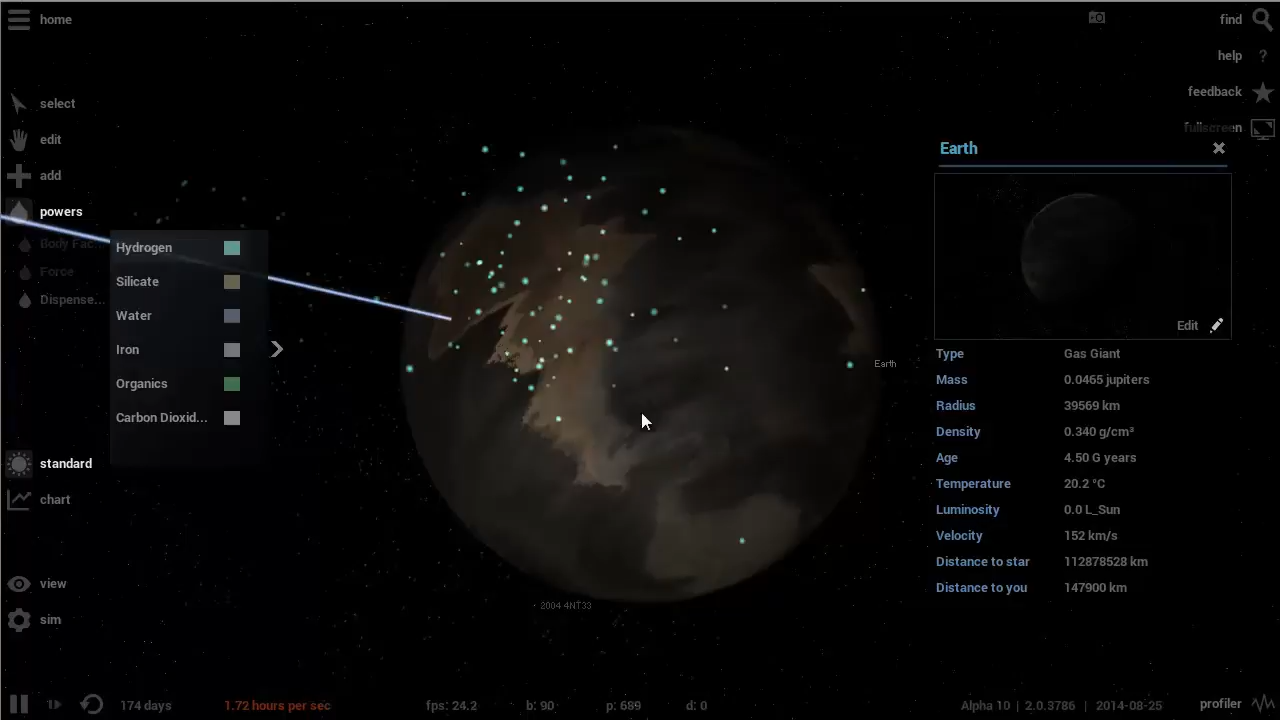 home
find
help
feedback
fullscreen
select
edit
add
powers
Body Fac...
Force
Dispense...
Hydrogen
Silicate
Water
Iron
Organics
Carbon Dioxid...
standard
chart
view
sim
Earth
2004 4NT33
Earth
Edit
Type Gas Giant
Mass 0.0465 jupiters
Radius 39569 km
Density 0.340 g/cm³
Age 4.50 G years
Temperature 20.2 °C
Luminosity 0.0 L_Sun
Velocity 152 km/s
Distance to star 112878528 km
Distance to you 147900 km
174 days 1.72 hours per sec fps: 24.2 b: 90 p: 689 d: 0 Alpha 10 | 2.0.3786 | 2014-08-25 profiler